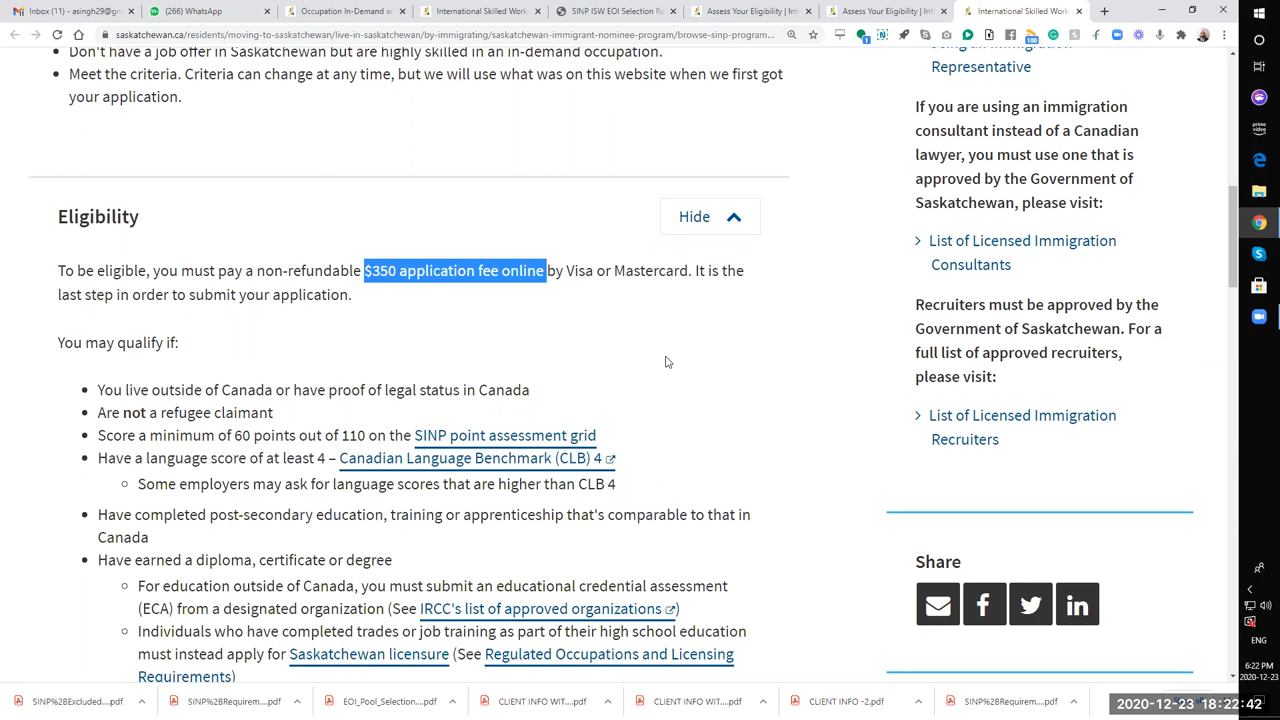 Inbox (11) - asingh29@gm
(266) WhatsApp
Occupation In-Demand a
International Skilled Work
SINP ISW EOI Selection R
Assess Your Eligibility | In
Assess Your Eligibility | In
International Skilled Work
saskatchewan.ca/residents/moving-to-saskatchewan/live-in-saskatchewan/by-immigrating/saskatchewan-immigrant-nominee-program/browse-sinp-program...
100
Don't have a job offer in Saskatchewan but are highly skilled in an in-demand occupation.
Meet the criteria. Criteria can change at any time, but we will use what was on this website when we first got
your application.
Eligibility
Hide
To be eligible, you must pay a non-refundable $350 application fee online by Visa or Mastercard. It is the
last step in order to submit your application.
You may qualify if:
You live outside of Canada or have proof of legal status in Canada
Are not a refugee claimant
Score a minimum of 60 points out of 110 on the SINP point assessment grid
Have a language score of at least 4 – Canadian Language Benchmark (CLB) 4
Some employers may ask for language scores that are higher than CLB 4
Have completed post-secondary education, training or apprenticeship that's comparable to that in
Canada
Have earned a diploma, certificate or degree
For education outside of Canada, you must submit an educational credential assessment
(ECA) from a designated organization (See IRCC's list of approved organizations )
Individuals who have completed trades or job training as part of their high school education
must instead apply for Saskatchewan licensure (See Regulated Occupations and Licensing
Requirements)
Using an Immigration
Representative
If you are using an immigration
consultant instead of a Canadian
lawyer, you must use one that is
approved by the Government of
Saskatchewan, please visit:
List of Licensed Immigration
Consultants
Recruiters must be approved by the
Government of Saskatchewan. For a
full list of approved recruiters,
please visit:
List of Licensed Immigration
Recruiters
Share
prime video
ENG
6:22 PM
2020-12-23
SINP%2BExcluded....pdf
SINP%2BRequirem....pdf
EOI_Pool_Selection....pdf
CLIENT INFO WIT....pdf
CLIENT INFO WIT....pdf
CLIENT INFO -2.pdf
SINP%2BRequirem....pdf
2020-12-23 18:22:42